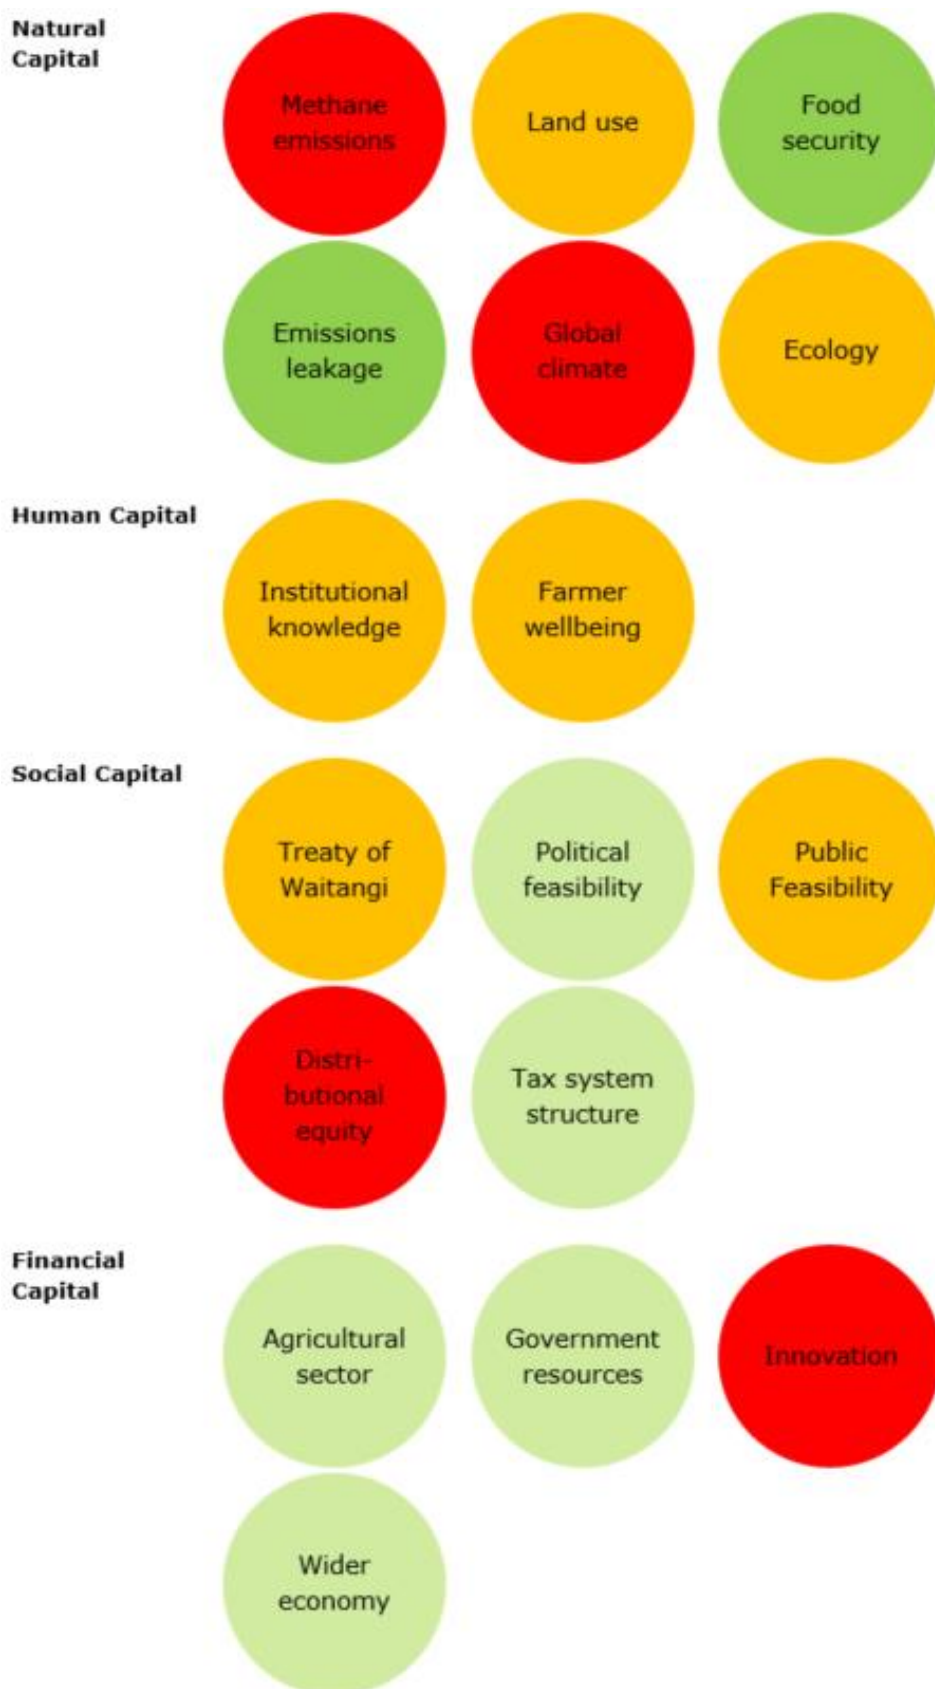 Natural
Capital
Methane
emissions
Land use
Food
security
Emissions
leakage
Global
climate
Ecology
Human Capital
Institutional
knowledge
Farmer
wellbeing
Social Capital
Treaty of
Waitangi
Political
feasibility
Public
Feasibility
Distri-
butional
equity
Tax system
structure
Financial
Capital
Agricultural
sector
Government
resources
Innovation
Wider
economy